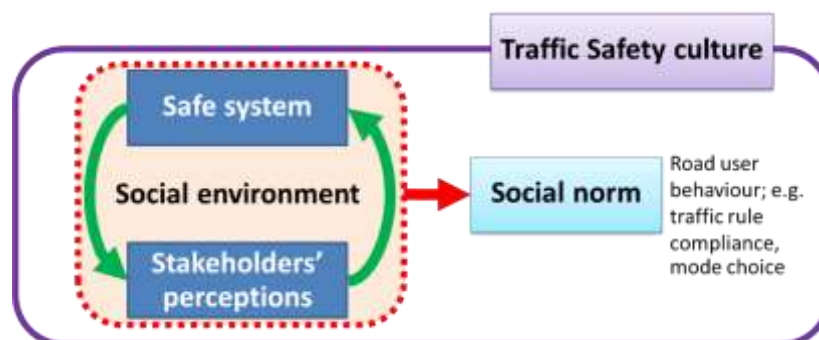 Traffic Safety culture
Safe system
Social environment
Stakeholders'
perceptions
Social norm
Road user
behaviour; e.g.
traffic rule
compliance,
mode choice